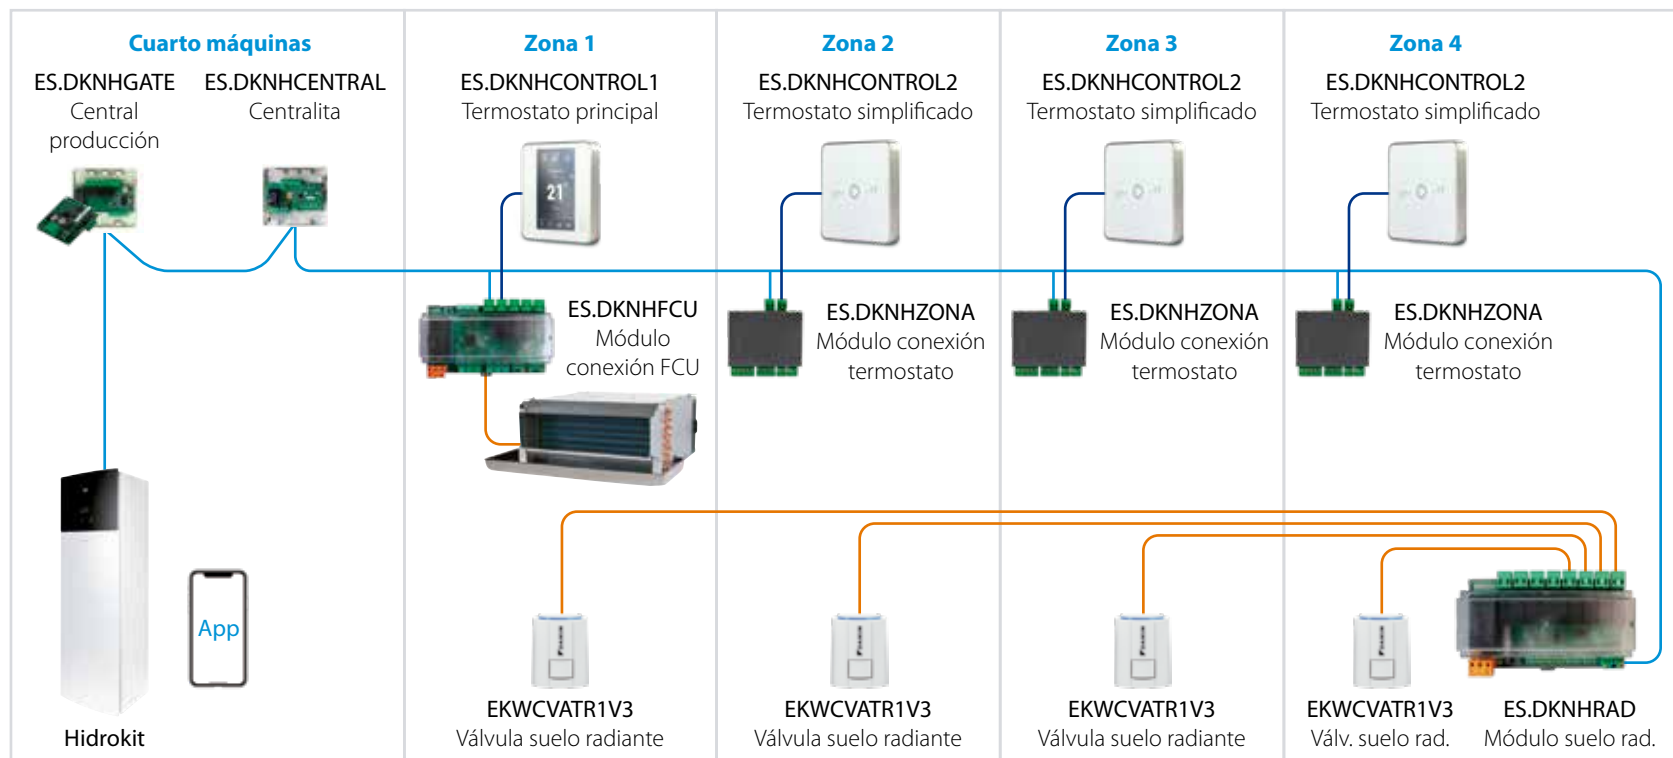 Cuarto máquinas
ES.DKNHGATE
Central
producción
ES.DKNHCENTRAL
Centralita
Hidrokit
App
Zona 1
ES.DKNHCONTROL1
Termostato principal
21
ES.DKNHFCU
Módulo
conexión FCU
EKWCVATR1V3
Válvula suelo radiante
Zona 2
ES.DKNHCONTROL2
Termostato simplificado
ES.DKNHZONA
Módulo conexión
termostato
DAIKIN
EKWCVATR1V3
Válvula suelo radiante
Zona 3
ES.DKNHCONTROL2
Termostato simplificado
ES.DKNHZONA
Módulo conexión
termostato
DAIKIN
EKWCVATR1V3
Válvula suelo radiante
Zona 4
ES.DKNHCONTROL2
Termostato simplificado
ES.DKNHZONA
Módulo conexión
termostato
DAIKIN
EKWCVATR1V3
Válv. suelo rad.
ES.DKNHRAD
Módulo suelo rad.